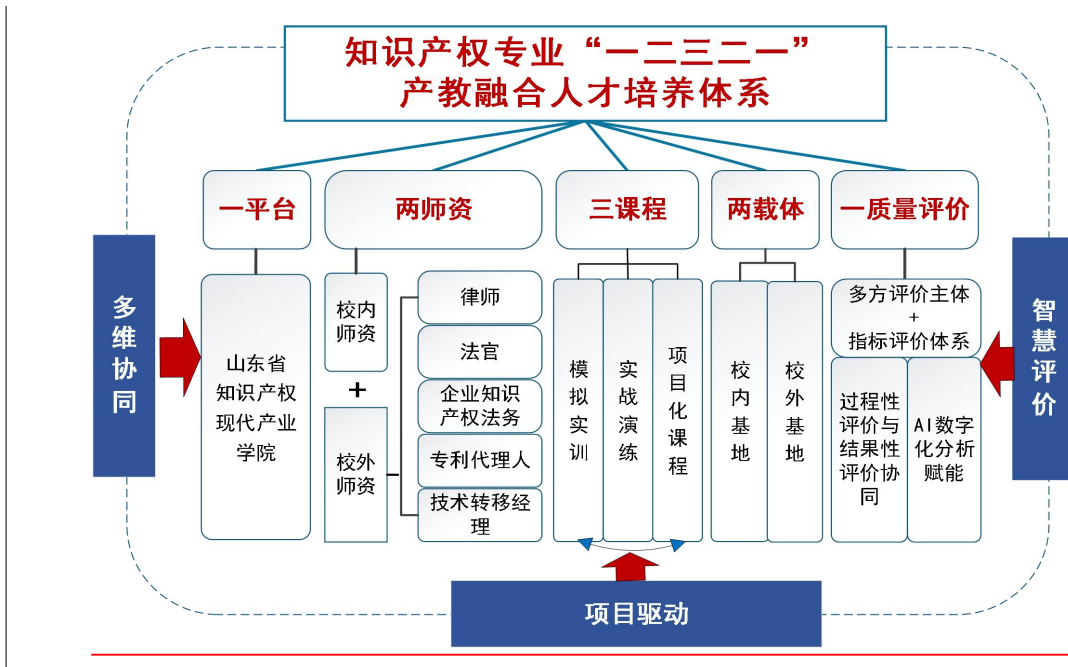 知识产权专业“一二三二一”
产教融合人才培养体系
一平台
两师资
三课程
两载体
一质量评价
多维协同
山东省
知识产权
现代产业
学院
校内
师资
+
校外
师资
律师
法官
企业知识
产权法务
专利代理人
技术转移经
理
模拟实训
实战演练
项目化课程
校内基地
校外基地
多方评价主体
+
指标评价体系
过程性
评价与
结果性
评价协
同
AI数字
化分析
赋能
智慧评价
项目驱动